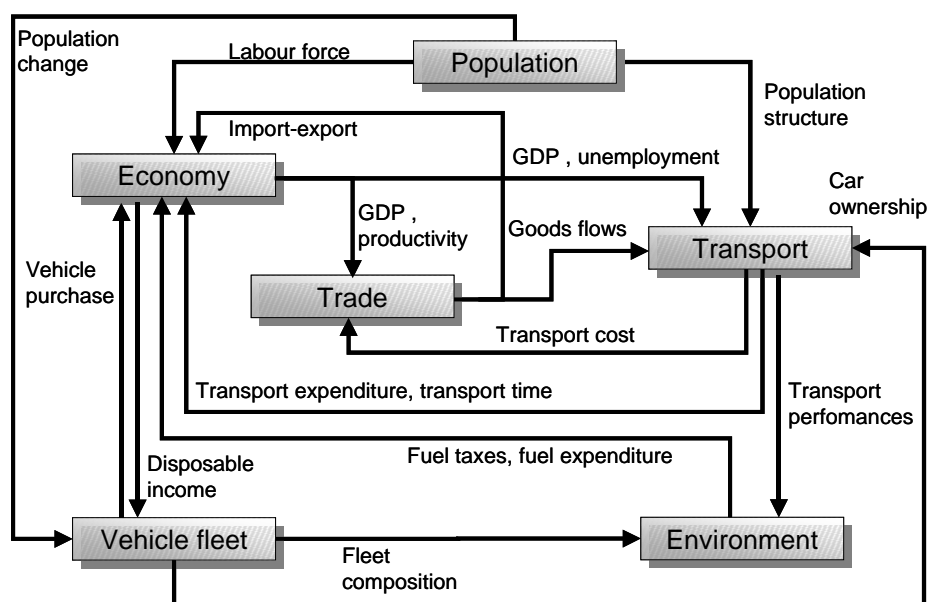 Population
change
Labour force
Population
Population
structure
Import-export
GDP , unemployment
Economy
Car
ownership
GDP ,
productivity
Goods flows
Transport
Vehicle
purchase
Trade
Transport cost
Transport expenditure, transport time
Transport
perfomances
Fuel taxes, fuel expenditure
Disposable
income
Vehicle fleet
Environment
Fleet
composition